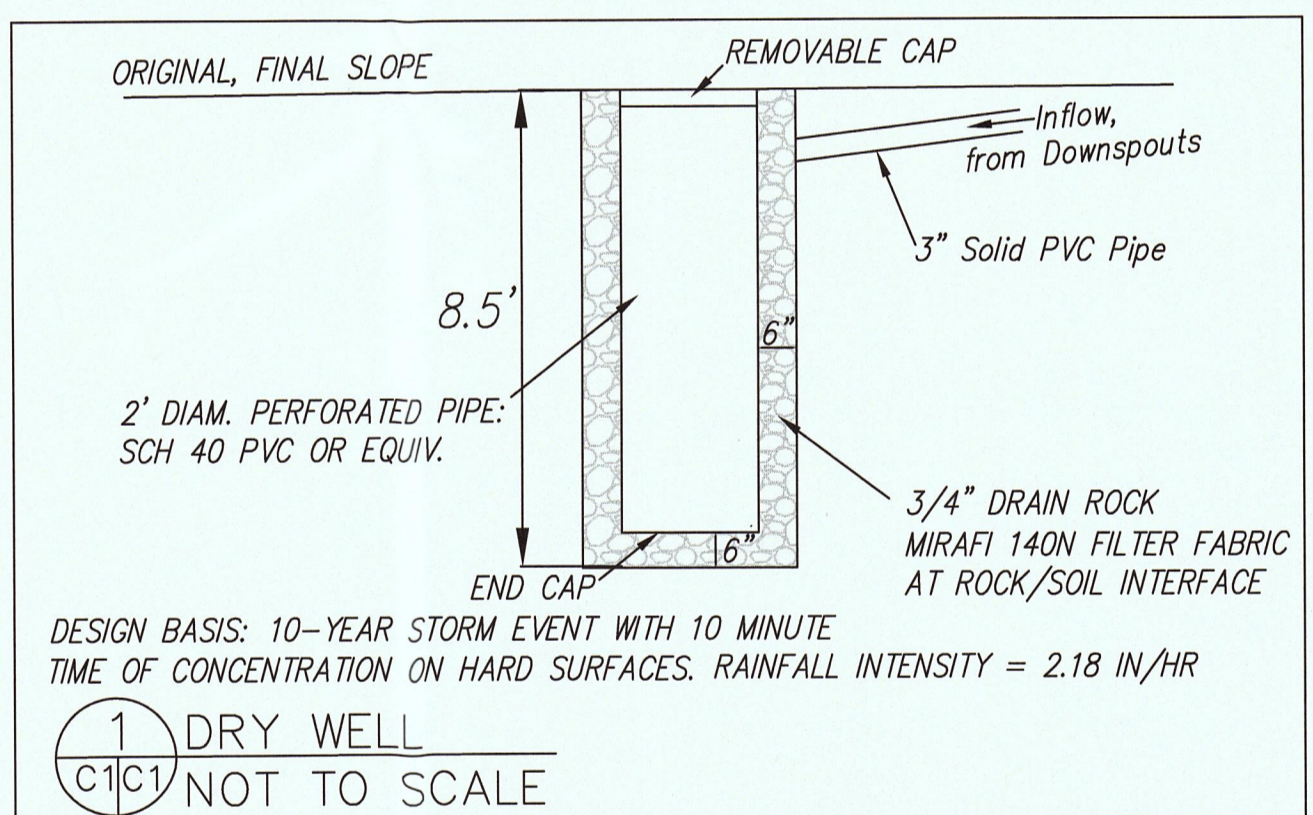 REMOVABLE CAP
ORIGINAL, FINAL SLOPE
Inflow,
from Downspouts
3" Solid PVC Pipe
8.5'
6"
2' DIAM. PERFORATED PIPE:
SCH 40 PVC OR EQUIV.
3/4" DRAIN ROCK
MIRAFI 140N FILTER FABRIC
AT ROCK/SOIL INTERFACE
6"
END CAP
DESIGN BASIS: 10-YEAR STORM EVENT WITH 10 MINUTE
TIME OF CONCENTRATION ON HARD SURFACES. RAINFALL INTENSITY = 2.18 IN/HR
1
C1 C1
DRY WELL
NOT TO SCALE